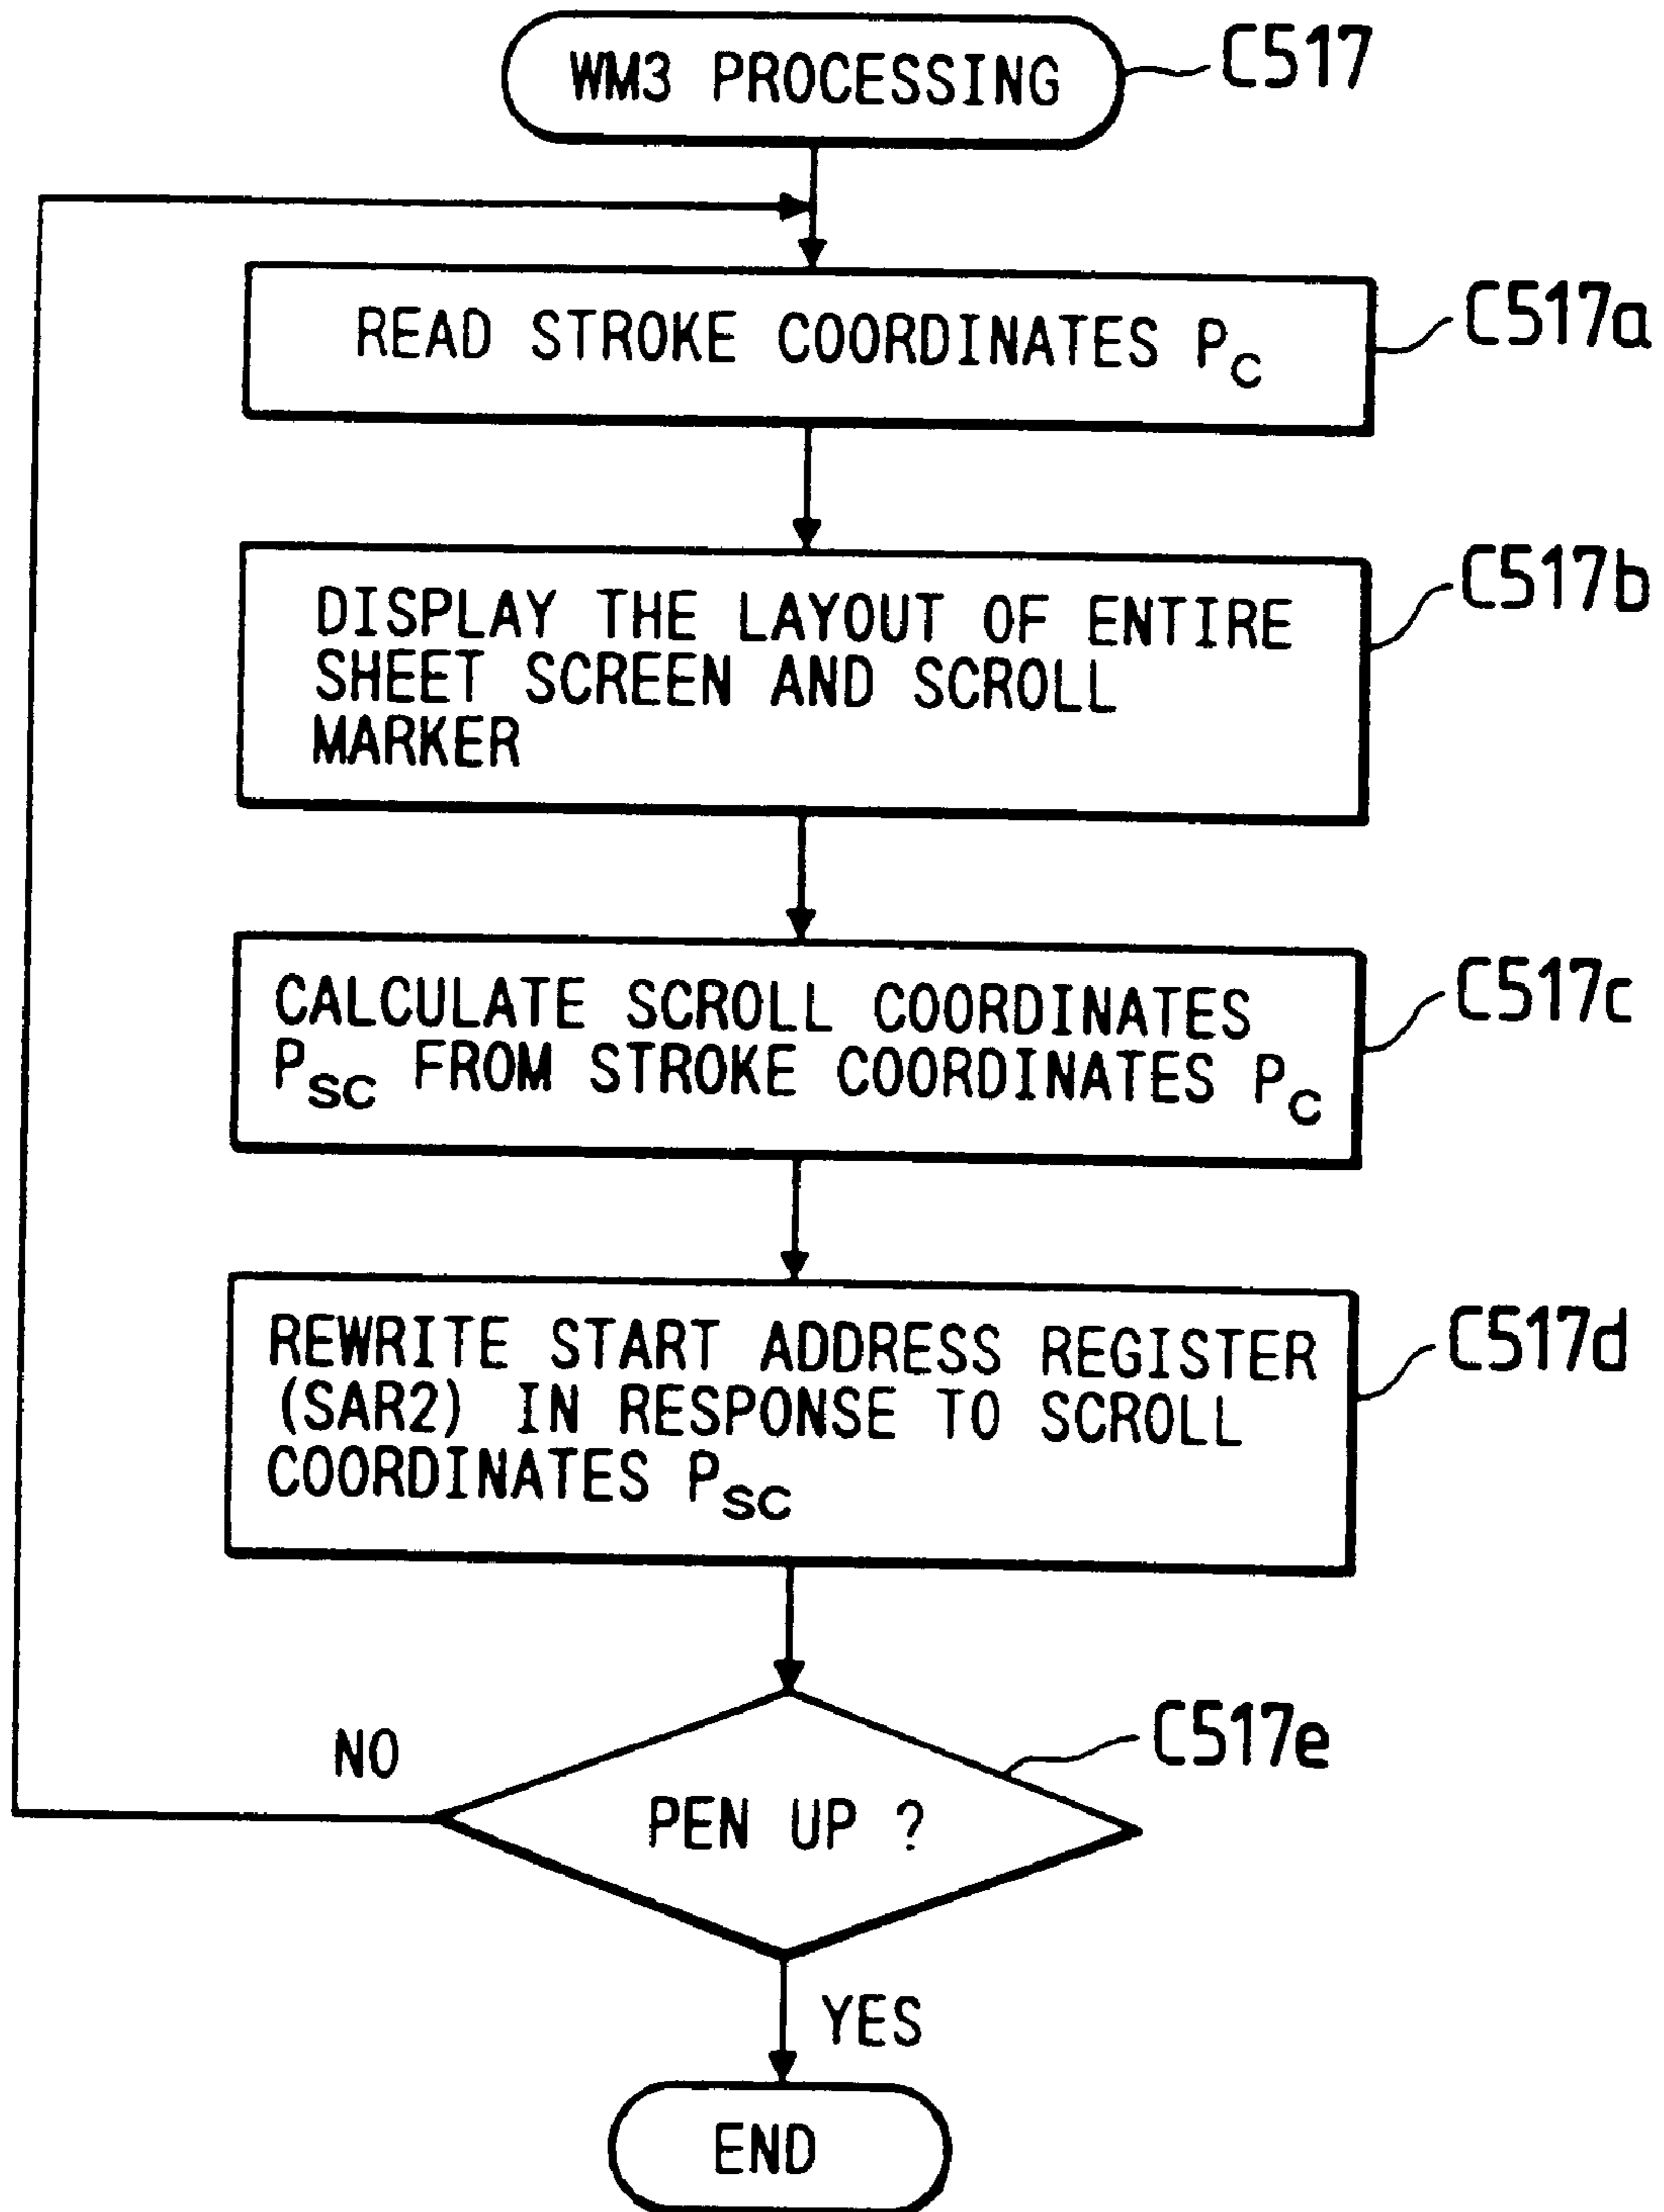 WM3 PROCESSING
C517
READ STROKE COORDINATES PC
C517a
DISPLAY THE LAYOUT OF ENTIRE
SHEET SCREEN AND SCROLL
MARKER
C517b
CALCULATE SCROLL COORDINATES
PSC FROM STROKE COORDINATES PC
C517c
REWRITE START ADDRESS REGISTER
(SAR2) IN RESPONSE TO SCROLL
COORDINATES PSC
C517d
PEN UP ?
C517e
NO
YES
END